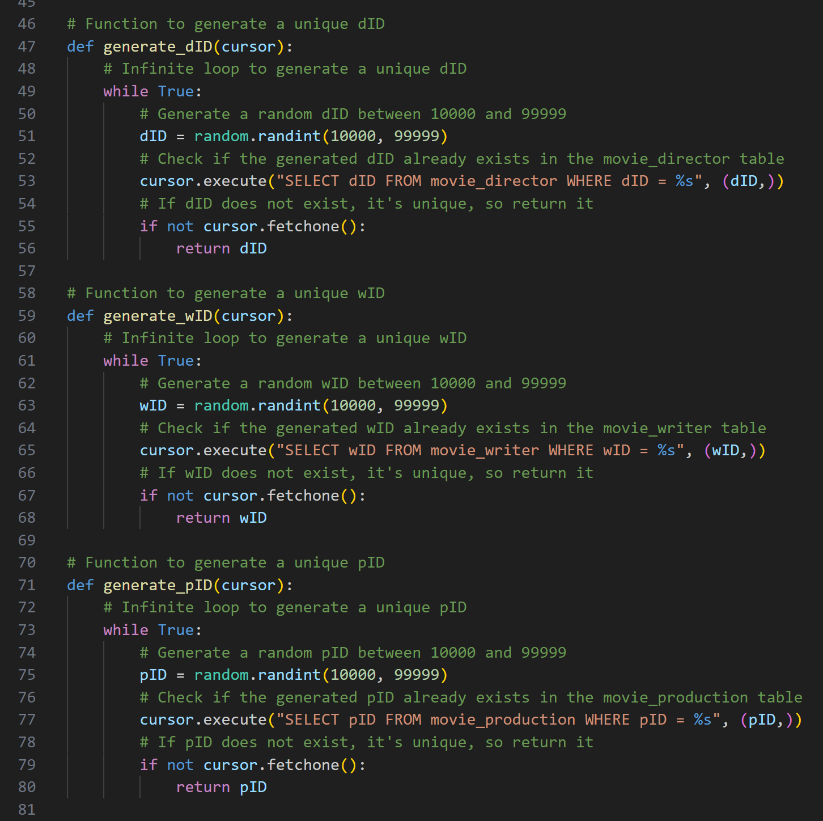 45
46 # Function to generate a unique dID
47 def generate_dID(cursor):
48     # Infinite loop to generate a unique dID
49     while True:
50         # Generate a random dID between 10000 and 99999
51         dID = random.randint(10000, 99999)
52         # Check if the generated dID already exists in the movie_director table
53         cursor.execute("SELECT dID FROM movie_director WHERE dID = %s", (dID,))
54         # If dID does not exist, it's unique, so return it
55         if not cursor.fetchone():
56             return dID
57
58 # Function to generate a unique wID
59 def generate_wID(cursor):
60     # Infinite loop to generate a unique wID
61     while True:
62         # Generate a random wID between 10000 and 99999
63         wID = random.randint(10000, 99999)
64         # Check if the generated wID already exists in the movie_writer table
65         cursor.execute("SELECT wID FROM movie_writer WHERE wID = %s", (wID,))
66         # If wID does not exist, it's unique, so return it
67         if not cursor.fetchone():
68             return wID
69
70 # Function to generate a unique pID
71 def generate_pID(cursor):
72     # Infinite loop to generate a unique pID
73     while True:
74         # Generate a random pID between 10000 and 99999
75         pID = random.randint(10000, 99999)
76         # Check if the generated pID already exists in the movie_production table
77         cursor.execute("SELECT pID FROM movie_production WHERE pID = %s", (pID,))
78         # If pID does not exist, it's unique, so return it
79         if not cursor.fetchone():
80             return pID
81